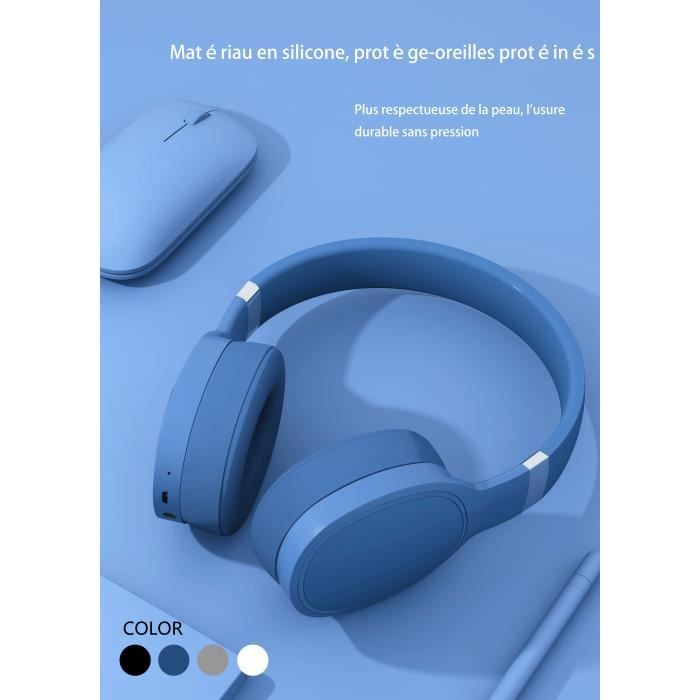 Mat é riau en silicone, prot è ge-oreilles prot é in é s
Plus respectueuse de la peau, l'usure
durable sans pression
COLOR